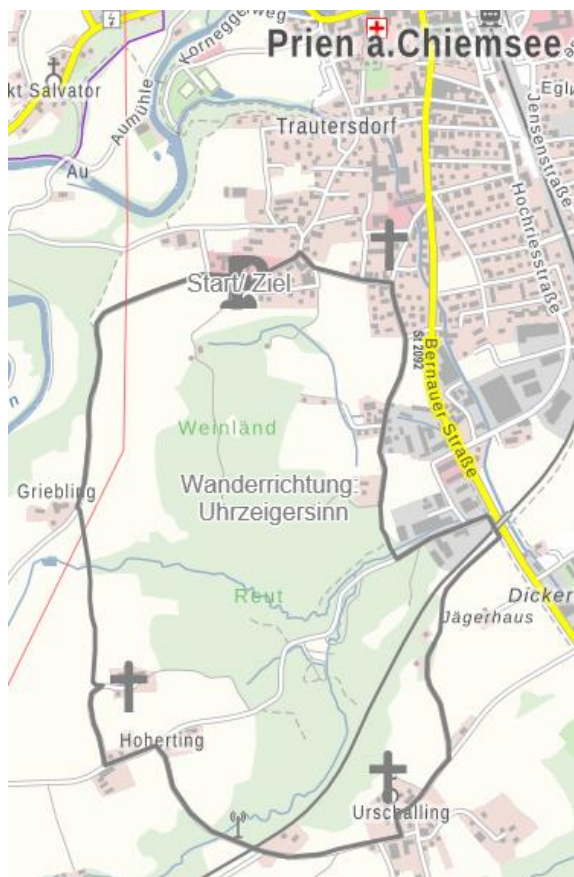 Korneggerweg
Prien a.Chiemsee
kt Salvator
Aumühle
Trautersdorf
Jensenstraße
Au
Hochriesstraße
Start/ Ziel
St 2092
Bernauer Straße
Weinländ
Griebling
Wanderrichtung:
Uhrzeigersinn
Reut
Dicker
Jägerhaus
Hoherting
Urschalling